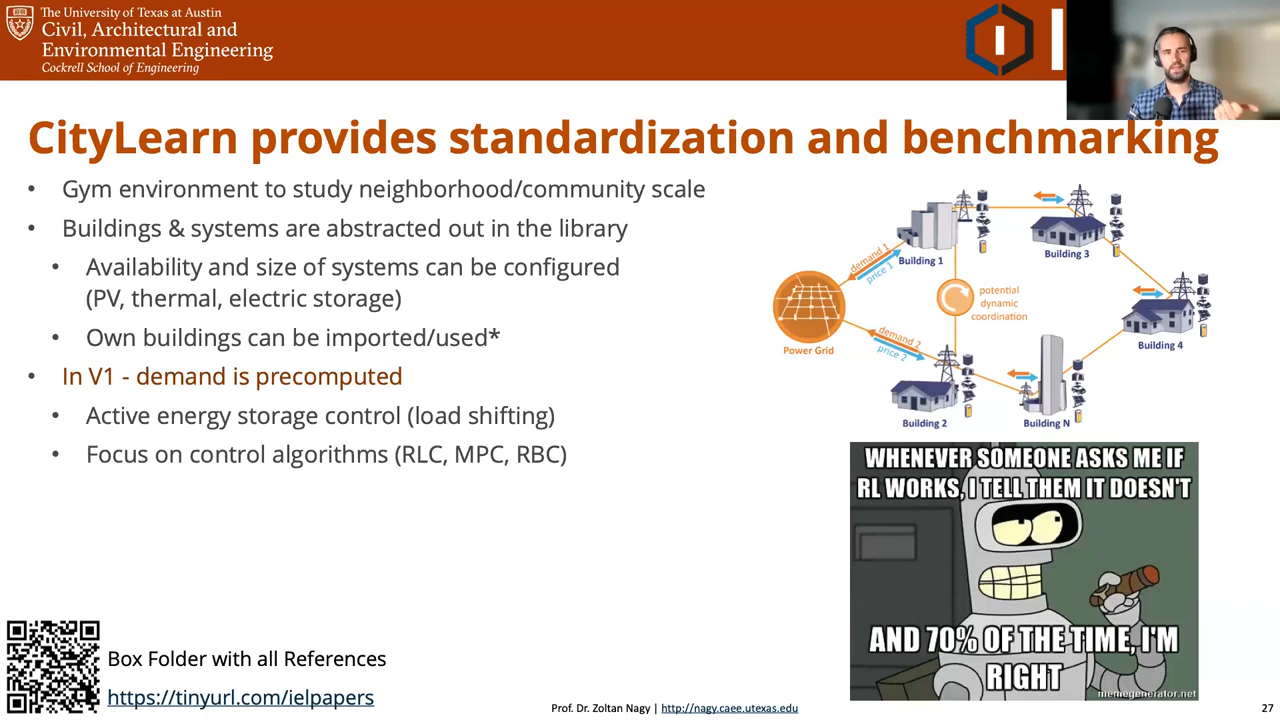 The University of Texas at Austin
Civil, Architectural and
Environmental Engineering
Cockrell School of Engineering
CityLearn provides standardization and benchmarking
• Gym environment to study neighborhood/community scale
• Buildings & systems are abstracted out in the library
• Availability and size of systems can be configured
(PV, thermal, electric storage)
• Own buildings can be imported/used*
• In V1 - demand is precomputed
• Active energy storage control (load shifting)
• Focus on control algorithms (RLC, MPC, RBC)
demand 1
price 1
Building 1
Building 3
potential
dynamic
coordination
Power Grid
demand 2
price 2
Building 4
Building 2
Building N
WHENEVER SOMEONE ASKS ME IF
RL WORKS, I TELL THEM IT DOESN'T
AND 70% OF THE TIME, I'M
RIGHT
memegenerator.net
Box Folder with all References
https://tinyurl.com/ielpapers
Prof. Dr. Zoltan Nagy | http://nagy.caee.utexas.edu
27